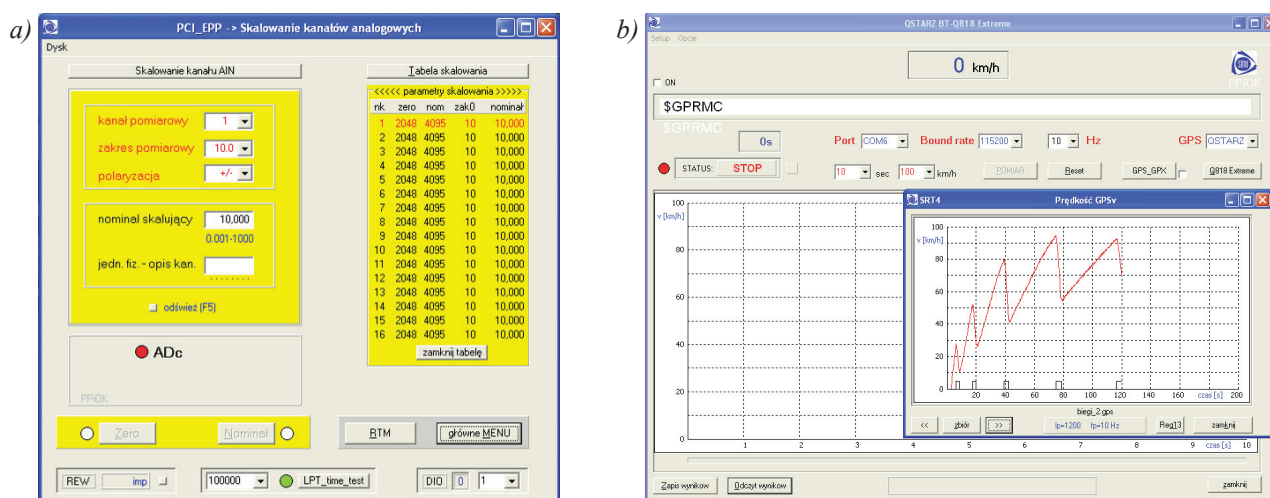 a)
PCI_EPP -> Skalowanie kanałów analogowych
Dysk
Skalowanie kanału AIN
kanał pomiarowy 1
zakres pomiarowy 10.0
polaryzacja +/-
nominał skalujący 10,000
0.001-1000
jedn. fiz. - opis kan.
odśwież (F5)
ADc
PPiOK
Zero Nominał
REW imp 100000 LPT_time_test
Tabela skalowania
<<<<< parametry skalowania >>>>>
nk zero nom zak0 nominał
1 2048 4095 10 10,000
2 2048 4095 10 10,000
3 2048 4095 10 10,000
4 2048 4095 10 10,000
5 2048 4095 10 10,000
6 2048 4095 10 10,000
7 2048 4095 10 10,000
8 2048 4095 10 10,000
9 2048 4095 10 10,000
10 2048 4095 10 10,000
11 2048 4095 10 10,000
12 2048 4095 10 10,000
13 2048 4095 10 10,000
14 2048 4095 10 10,000
15 2048 4095 10 10,000
16 2048 4095 10 10,000
zamknij tabelę
RTM główne MENU
DIO 0 1
b)
QSTARZ BT-Q818 Extreme
Setup Opcje
0 km/h
PPiOK
ON
$GPRMC
$GPRMC
0s Port COM6 Bound rate 115200 10 Hz GPS QSTARZ
STATUS: STOP 10 sec 100 km/h POMIAR Reset GPS_GPX Q818 Extreme
100
v [km/h]
80
60
40
20
0
1 2 3 4 5 6 7 8 9 czas [s] 10
SRT4 Prędkość GPSv
100
v [km/h]
80
60
40
20
0
20 40 60 80 100 120 140 160 czas [s] 200
biegi_2.gps
<< zbiór >> lp=1200 fp=10 Hz Reg13 zamknij
Zapis wynikow Odczyt wynikow zamknij